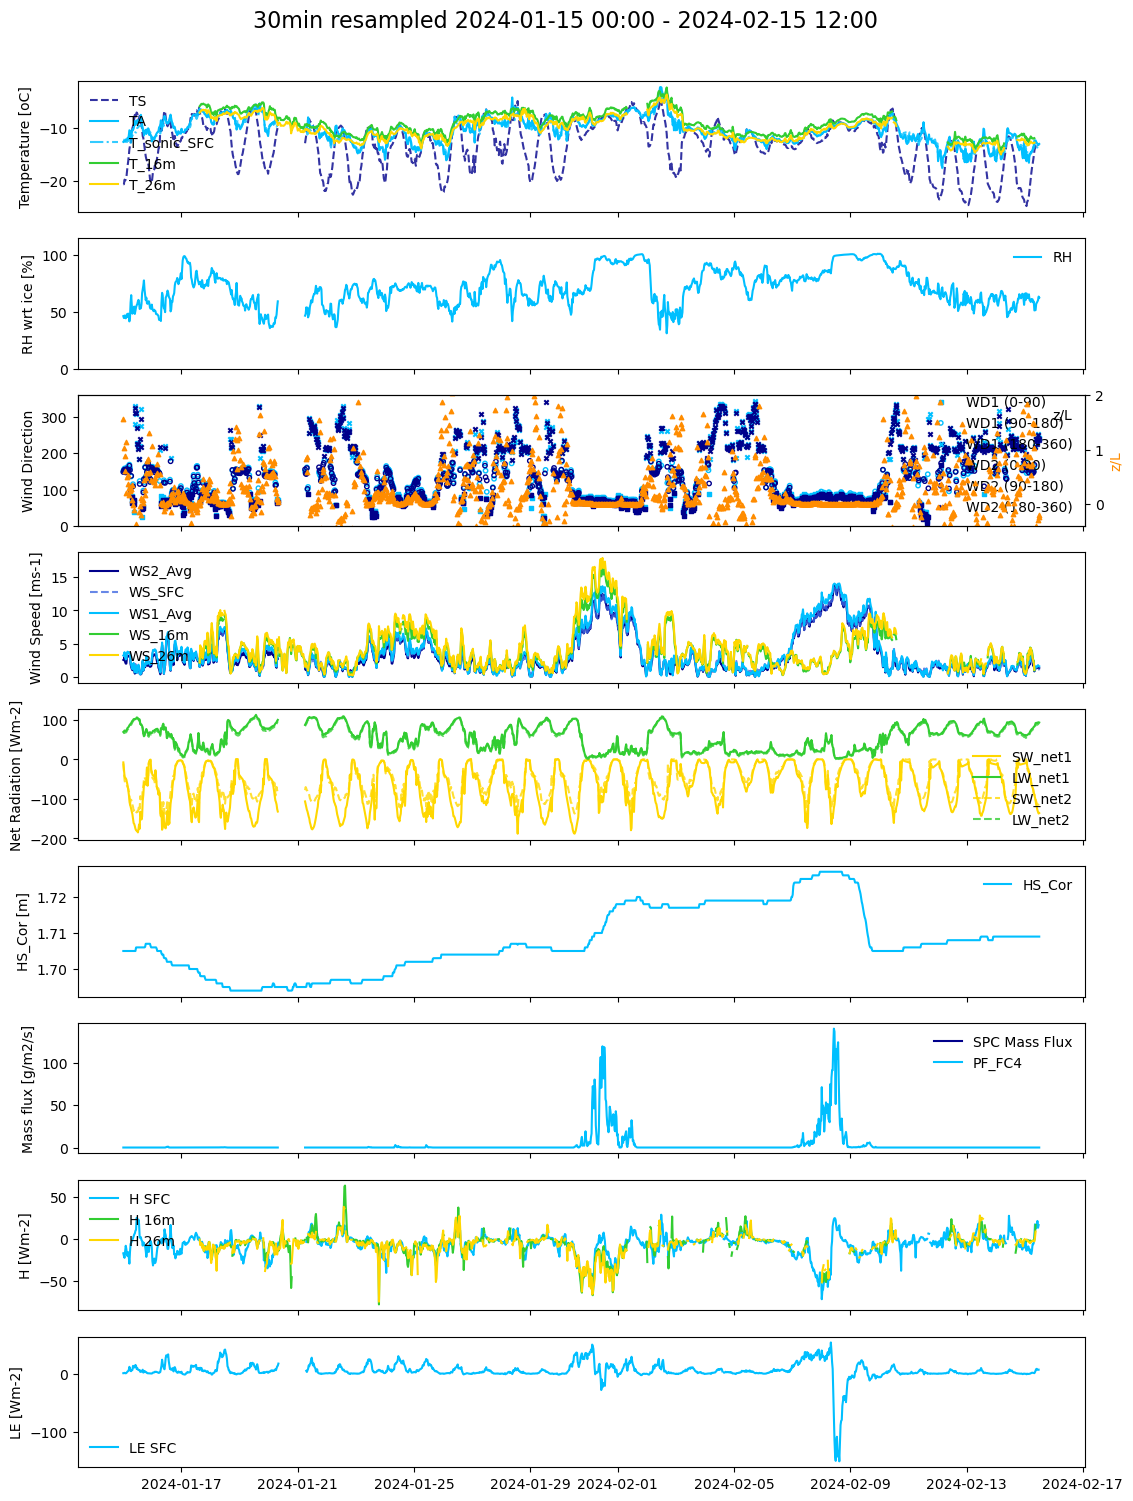 30min resampled 2024-01-15 00:00 - 2024-02-15 12:00
Temperature [oC]
−10
−20
TS
TA
T_sonic_SFC
T_16m
T_26m
RH wrt ice [%]
100
50
0
RH
Wind Direction
300
200
100
0
WD1 (0-90)
WD1 (90-180)
WD1 (180-360)
WD2 (0-90)
WD2 (90-180)
WD2 (180-360)
z/L
2
1
0
z/L
Wind Speed [ms-1]
15
10
5
0
WS2_Avg
WS_SFC
WS1_Avg
WS_16m
WS_26m
Net Radiation [Wm-2]
100
0
−100
−200
SW_net1
LW_net1
SW_net2
LW_net2
HS_Cor [m]
1.72
1.71
1.70
HS_Cor
Mass flux [g/m2/s]
100
50
0
SPC Mass Flux
PF_FC4
H [Wm-2]
50
0
−50
H SFC
H 16m
H 26m
LE [Wm-2]
0
−100
LE SFC
2024-01-17 2024-01-21 2024-01-25 2024-01-29 2024-02-01 2024-02-05 2024-02-09 2024-02-13 2024-02-17